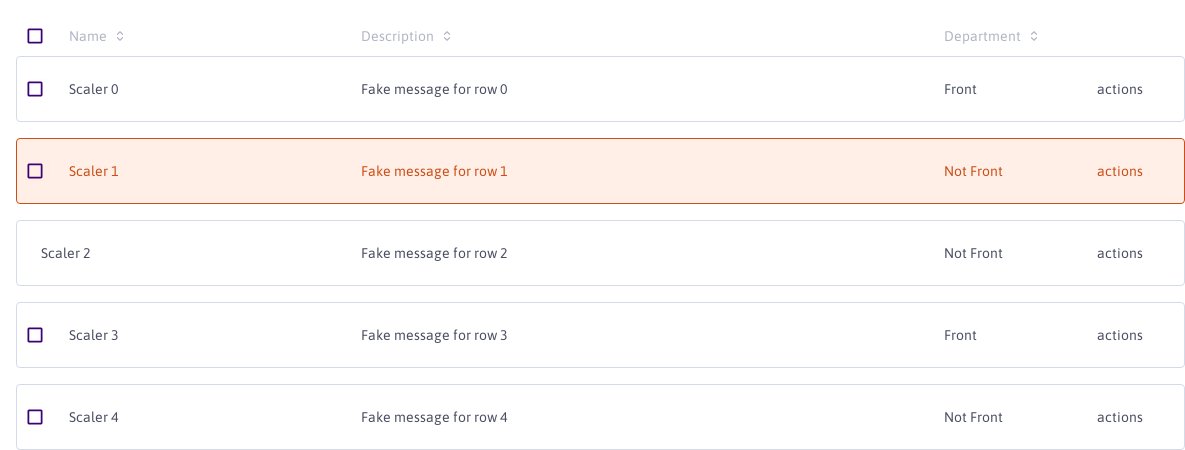 Name Description Department
Scaler 0 Fake message for row 0 Front actions
Scaler 1 Fake message for row 1 Not Front actions
Scaler 2 Fake message for row 2 Not Front actions
Scaler 3 Fake message for row 3 Front actions
Scaler 4 Fake message for row 4 Not Front actions